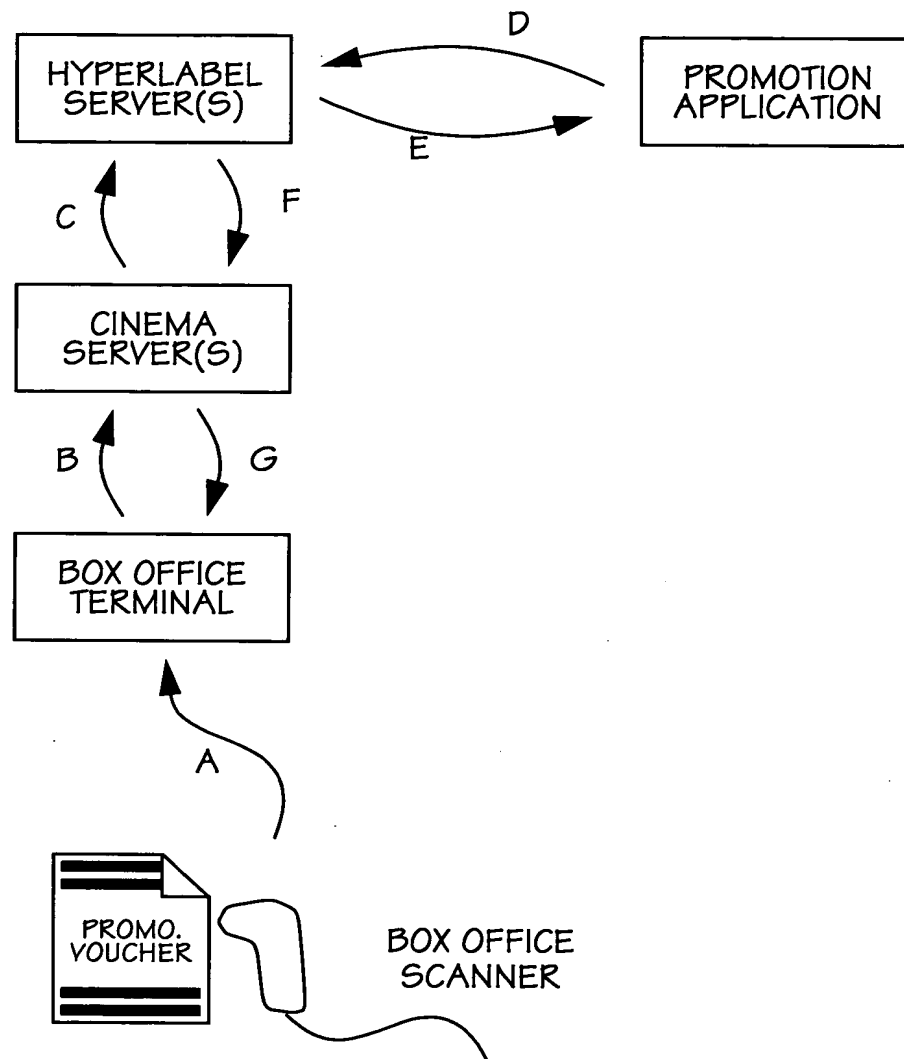 D
HYPERLABEL
SERVER(S)
PROMOTION
APPLICATION
E
C
F
CINEMA
SERVER(S)
B
G
BOX OFFICE
TERMINAL
A
PROMO.
VOUCHER
BOX OFFICE
SCANNER